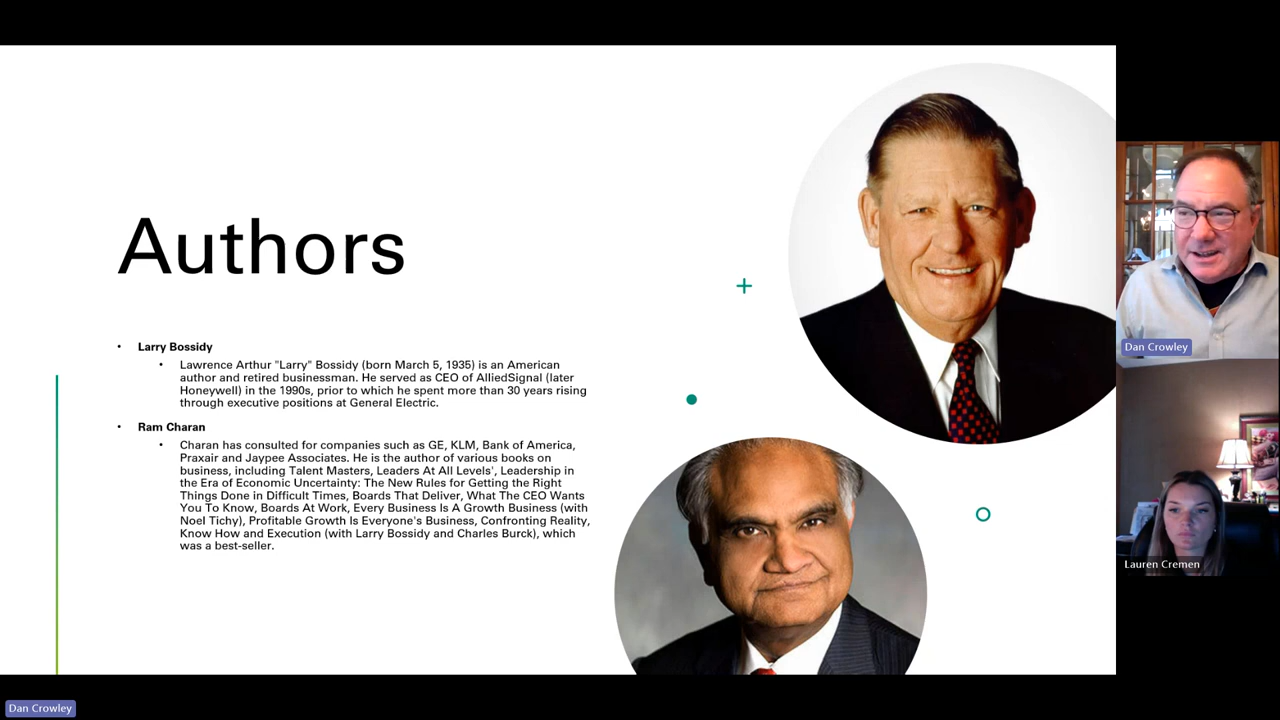 Authors
• Larry Bossidy
• Lawrence Arthur "Larry" Bossidy (born March 5, 1935) is an American
author and retired businessman. He served as CEO of AlliedSignal (later
Honeywell) in the 1990s, prior to which he spent more than 30 years rising
through executive positions at General Electric.
• Ram Charan
• Charan has consulted for companies such as GE, KLM, Bank of America,
Praxair and Jaypee Associates. He is the author of various books on
business, including Talent Masters, Leaders At All Levels', Leadership in
the Era of Economic Uncertainty: The New Rules for Getting the Right
Things Done in Difficult Times, Boards That Deliver, What The CEO Wants
You To Know, Boards At Work, Every Business Is A Growth Business (with
Noel Tichy), Profitable Growth Is Everyone's Business, Confronting Reality,
Know How and Execution (with Larry Bossidy and Charles Burck), which
was a best-seller.
Dan Crowley
Lauren Cremen
Dan Crowley